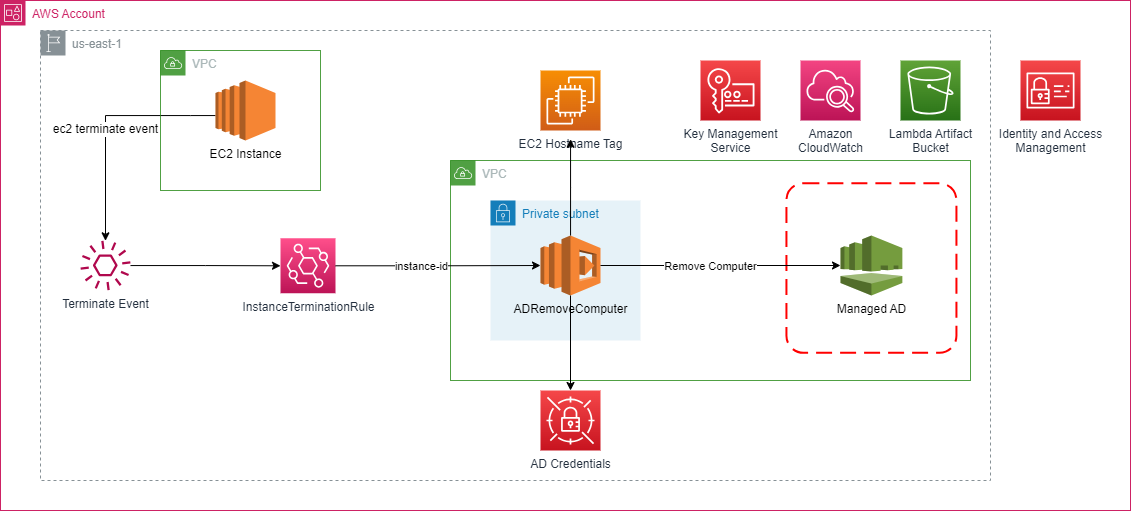 AWS Account
us-east-1
VPC
ec2 terminate event
EC2 Instance
EC2 Hostname Tag
Key Management
Service
Amazon
CloudWatch
Lambda Artifact
Bucket
Identity and Access
Management
VPC
Private subnet
Terminate Event
InstanceTerminationRule
instance-id
ADRemoveComputer
Remove Computer
Managed AD
AD Credentials